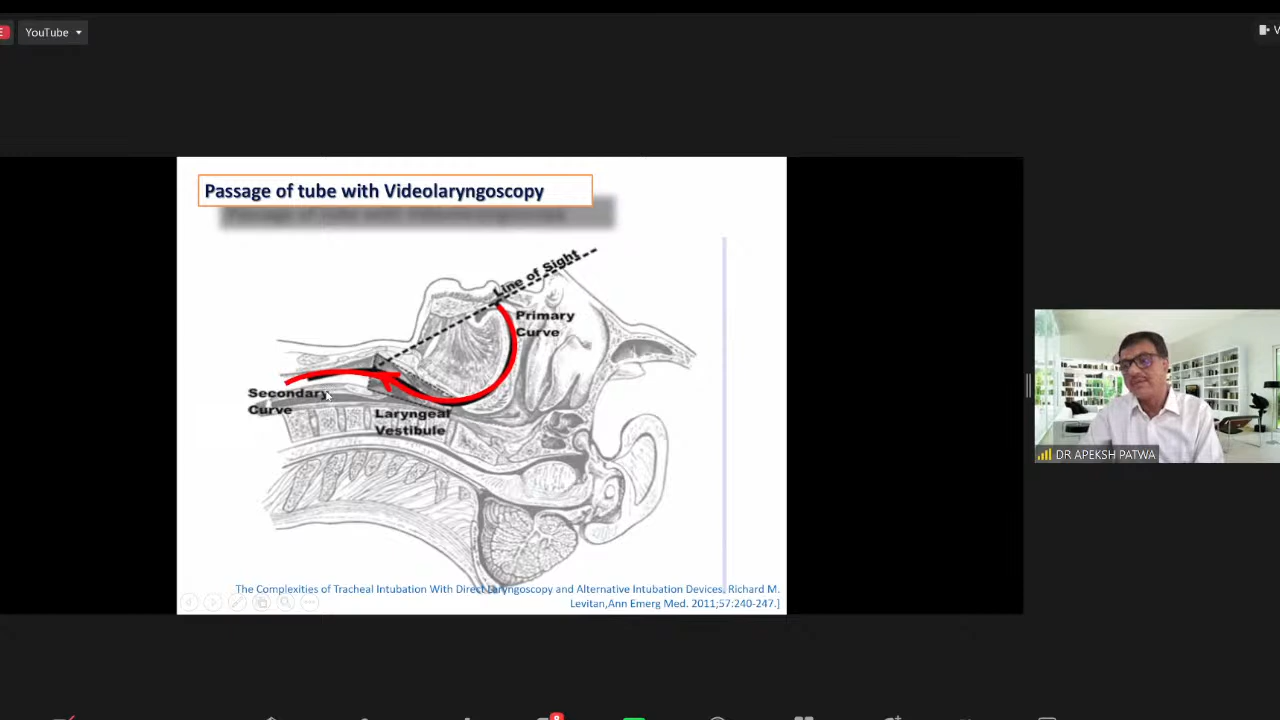 YouTube
Passage of tube with Videolaryngoscopy
Line of Sight
Primary
Curve
Secondary
Curve
Laryngeal
Vestibule
The Complexities of Tracheal Intubation With Direct Laryngoscopy and Alternative Intubation Devices, Richard M.
Levitan,Ann Emerg Med. 2011;57:240-247.]
DR APEKSH PATWA